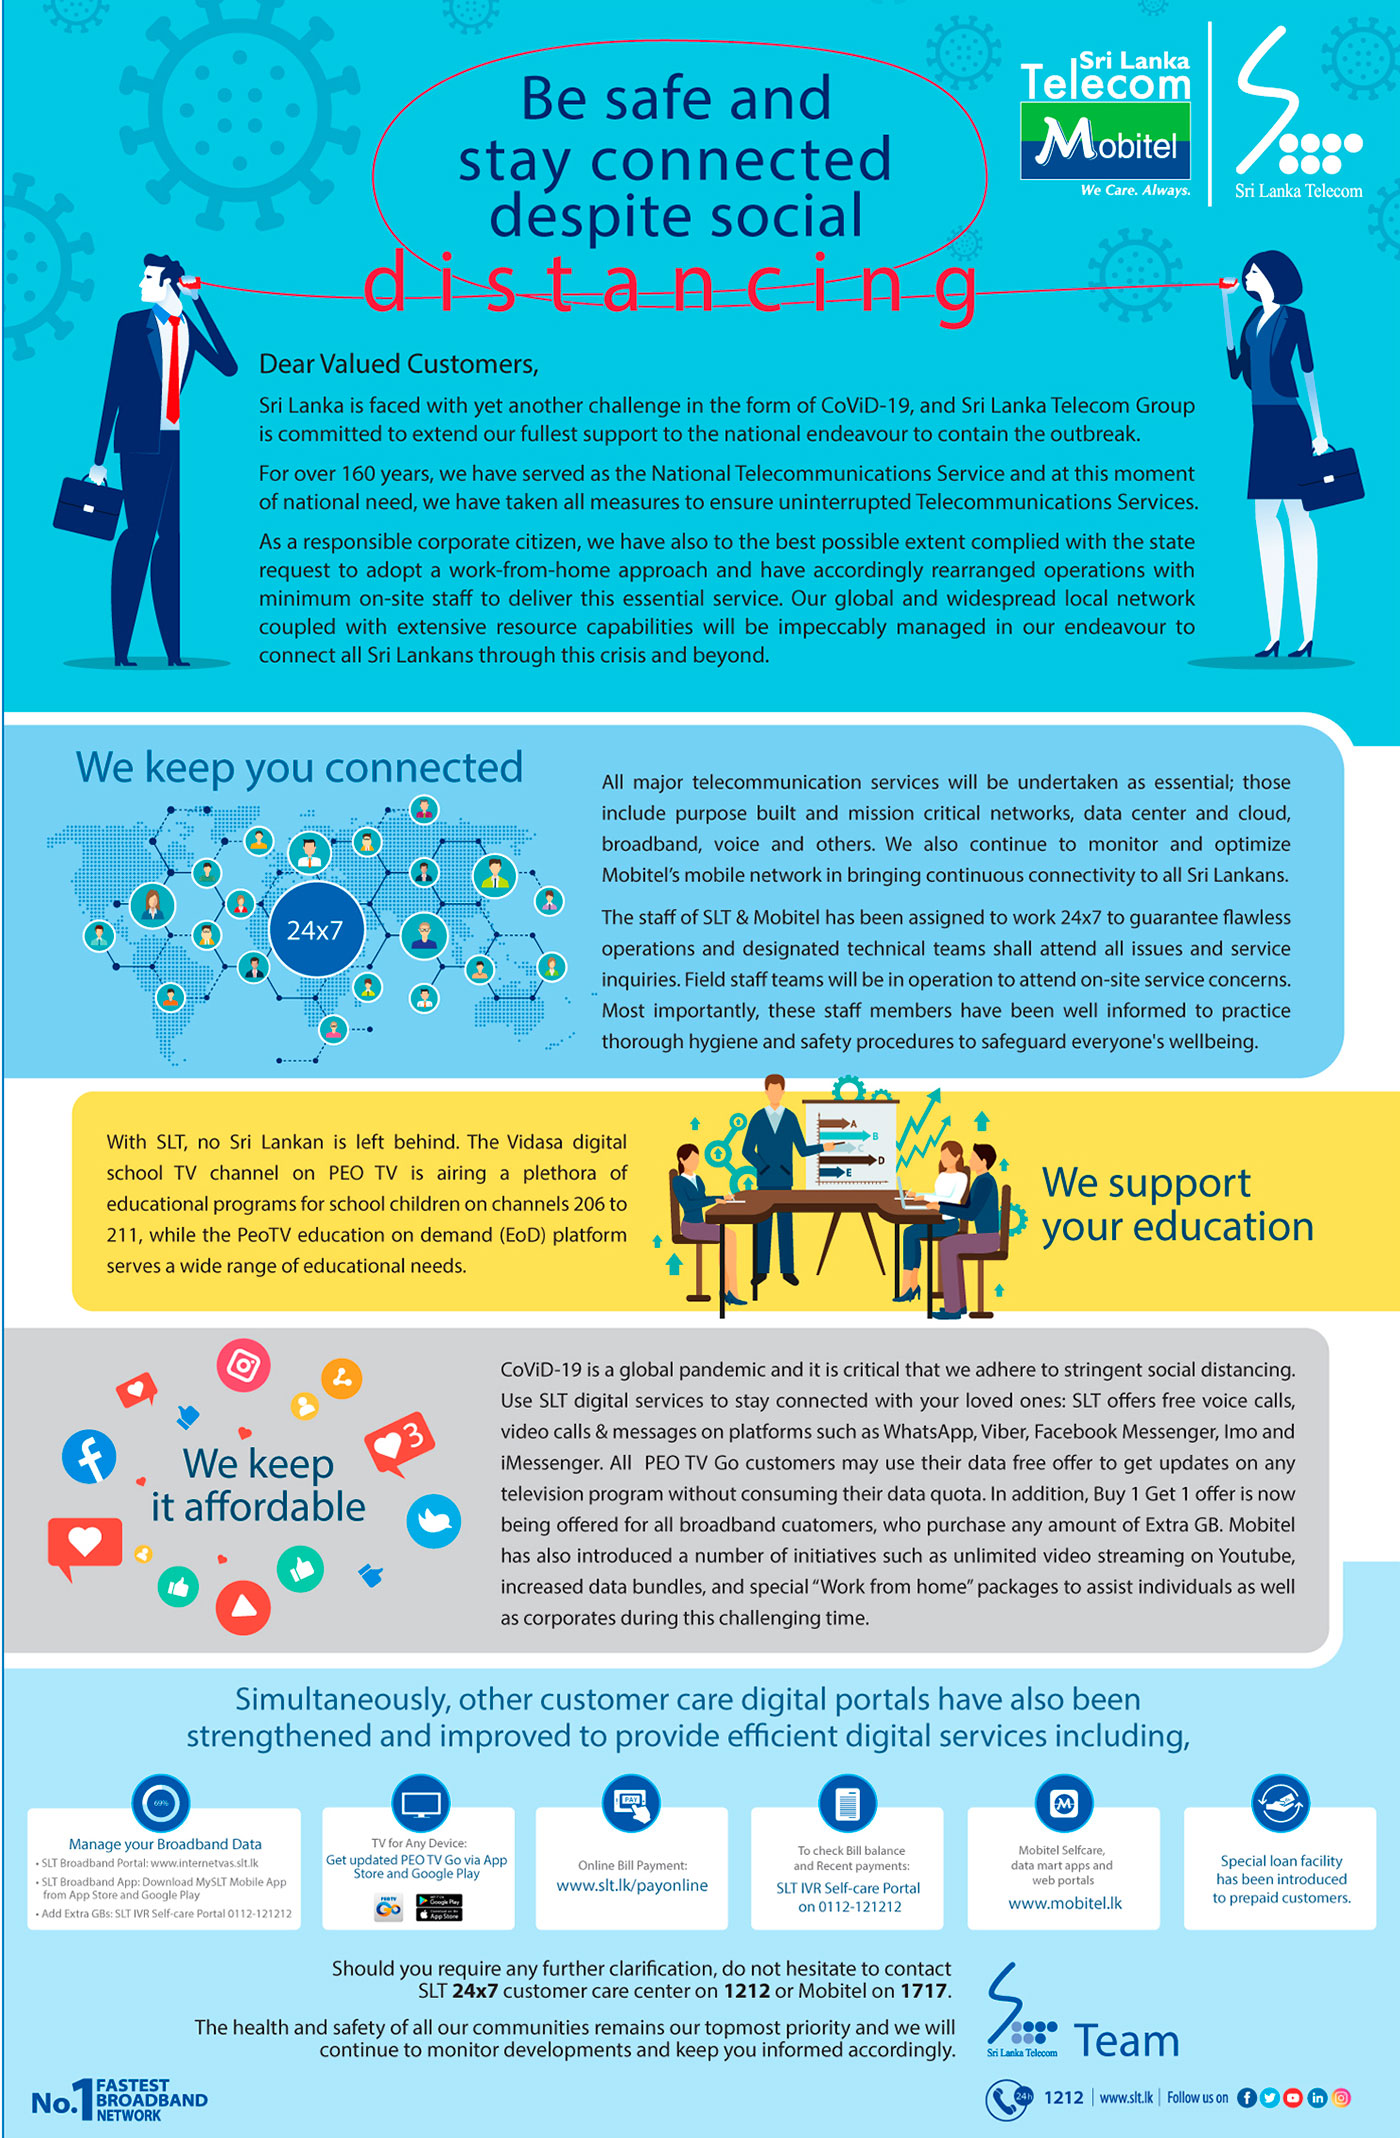 Be safe and
stay connected
despite social
distancing
Sri Lanka
Telecom
Mobitel
We Care. Always.
Sri Lanka Telecom
Dear Valued Customers,
Sri Lanka is faced with yet another challenge in the form of CoViD-19, and Sri Lanka Telecom Group
is committed to extend our fullest support to the national endeavour to contain the outbreak.
For over 160 years, we have served as the National Telecommunications Service and at this moment
of national need, we have taken all measures to ensure uninterrupted Telecommunications Services.
As a responsible corporate citizen, we have also to the best possible extent complied with the state
request to adopt a work-from-home approach and have accordingly rearranged operations with
minimum on-site staff to deliver this essential service. Our global and widespread local network
coupled with extensive resource capabilities will be impeccably managed in our endeavour to
connect all Sri Lankans through this crisis and beyond.
We keep you connected
24x7
All major telecommunication services will be undertaken as essential; those
include purpose built and mission critical networks, data center and cloud,
broadband, voice and others. We also continue to monitor and optimize
Mobitel's mobile network in bringing continuous connectivity to all Sri Lankans.
The staff of SLT & Mobitel has been assigned to work 24x7 to guarantee flawless
operations and designated technical teams shall attend all issues and service
inquiries. Field staff teams will be in operation to attend on-site service concerns.
Most importantly, these staff members have been well informed to practice
thorough hygiene and safety procedures to safeguard everyone's wellbeing.
With SLT, no Sri Lankan is left behind. The Vidasa digital
school TV channel on PEO TV is airing a plethora of
educational programs for school children on channels 206 to
211, while the PeoTV education on demand (EoD) platform
serves a wide range of educational needs.
A
B
C
D
E
We support
your education
3
We keep
it affordable
CoViD-19 is a global pandemic and it is critical that we adhere to stringent social distancing.
Use SLT digital services to stay connected with your loved ones: SLT offers free voice calls,
video calls & messages on platforms such as WhatsApp, Viber, Facebook Messenger, Imo and
iMessenger. All PEO TV Go customers may use their data free offer to get updates on any
television program without consuming their data quota. In addition, Buy 1 Get 1 offer is now
being offered for all broadband cuatomers, who purchase any amount of Extra GB. Mobitel
has also introduced a number of initiatives such as unlimited video streaming on Youtube,
increased data bundles, and special "Work from home" packages to assist individuals as well
as corporates during this challenging time.
Simultaneously, other customer care digital portals have also been
strengthened and improved to provide efficient digital services including,
69%
Manage your Broadband Data
• SLT Broadband Portal: www.internetvas.slt.lk
• SLT Broadband App: Download MySLT Mobile App
from App Store and Google Play
• Add Extra GBs: SLT IVR Self-care Portal 0112-121212
TV for Any Device:
Get updated PEO TV Go via App
Store and Google Play
PEOTV
GO
Google Play
App Store
PAY
Online Bill Payment:
www.slt.lk/payonline
To check Bill balance
and Recent payments:
SLT IVR Self-care Portal
on 0112-121212
M
Mobitel Selfcare,
data mart apps and
web portals
www.mobitel.lk
Special loan facility
has been introduced
to prepaid customers.
Should you require any further clarification, do not hesitate to contact
SLT 24x7 customer care center on 1212 or Mobitel on 1717.
The health and safety of all our communities remains our topmost priority and we will
continue to monitor developments and keep you informed accordingly.
Sri Lanka Telecom
Team
No.1 FASTEST
BROADBAND
NETWORK
24h
1212 | www.slt.lk | Follow us on